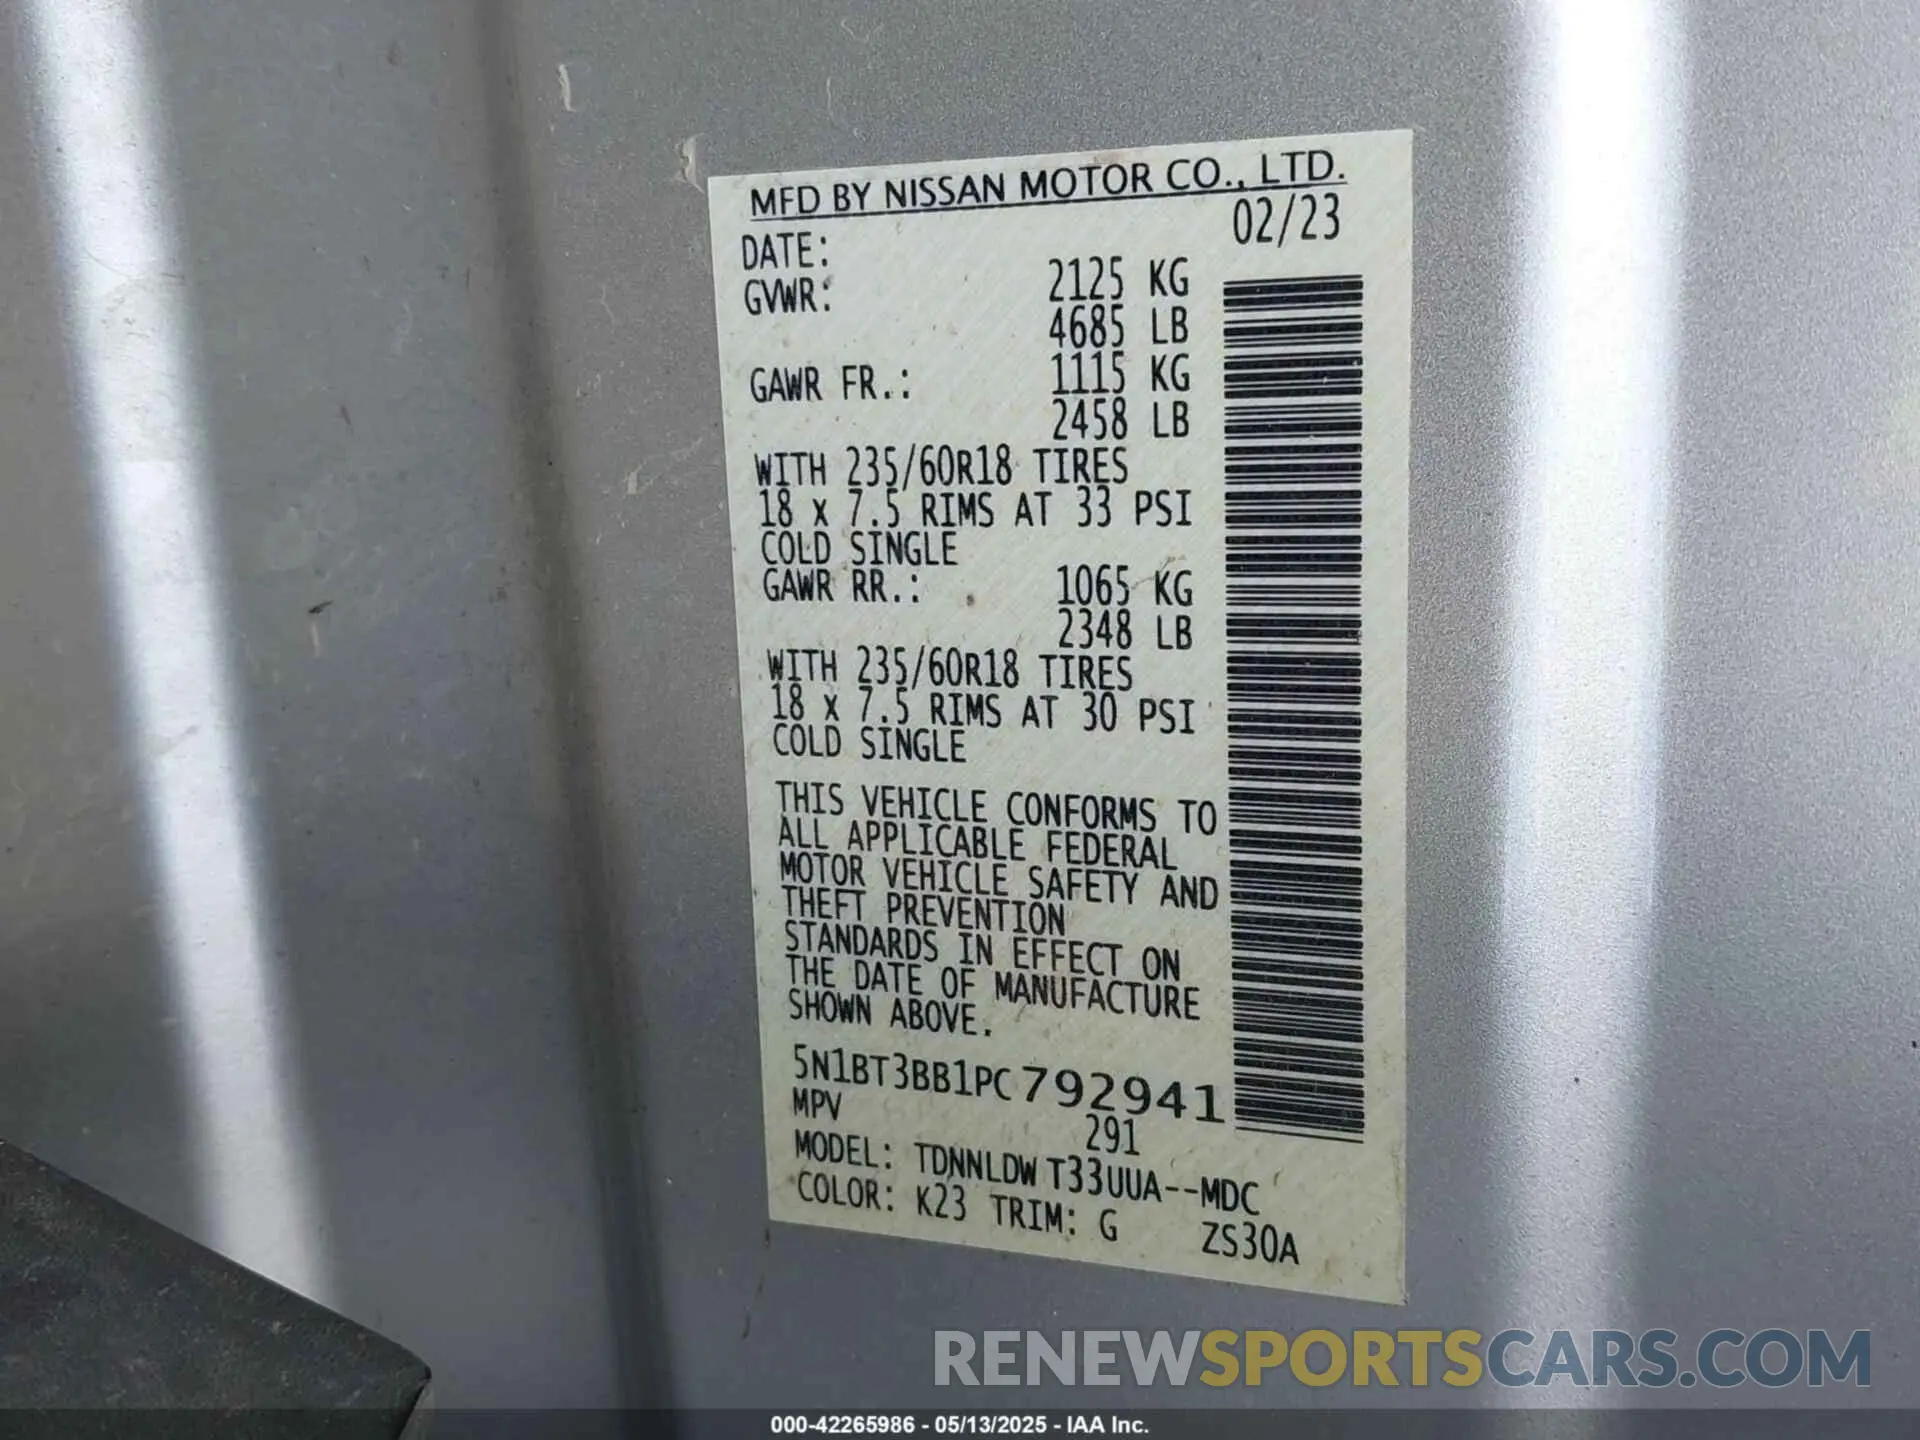 MFD BY NISSAN MOTOR CO., LTD.
DATE: 02/23
GVWR: 2125 KG
4685 LB
GAWR FR.: 1115 KG
2458 LB
WITH 235/60R18 TIRES
18 x 7.5 RIMS AT 33 PSI
COLD SINGLE
GAWR RR.: 1065 KG
2348 LB
WITH 235/60R18 TIRES
18 x 7.5 RIMS AT 30 PSI
COLD SINGLE
THIS VEHICLE CONFORMS TO
ALL APPLICABLE FEDERAL
MOTOR VEHICLE SAFETY AND
THEFT PREVENTION
STANDARDS IN EFFECT ON
THE DATE OF MANUFACTURE
SHOWN ABOVE.
5N1BT3BB1PC792941
MPV 291
MODEL: TDNNLDW T33UUA--MDC
COLOR: K23 TRIM: G ZS30A
RENEWSPORTSCARS.COM
000-42265986 - 05/13/2025 - IAA Inc.